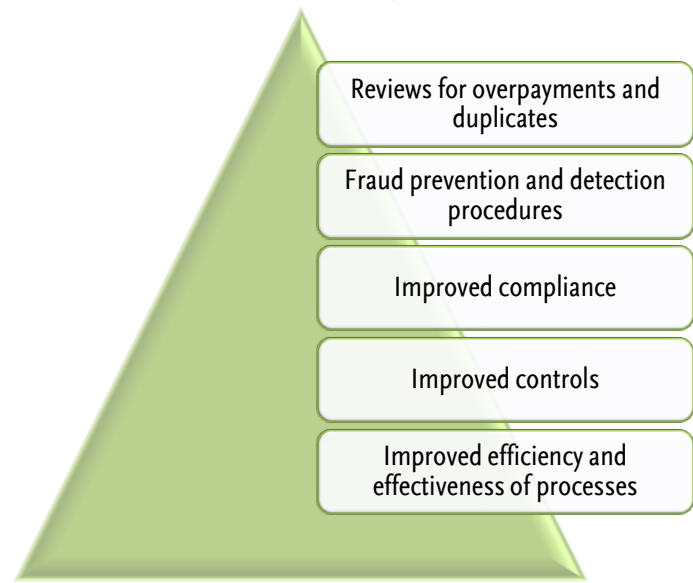 Reviews for overpayments and
duplicates
Fraud prevention and detection
procedures
Improved compliance
Improved controls
Improved efficiency and
effectiveness of processes